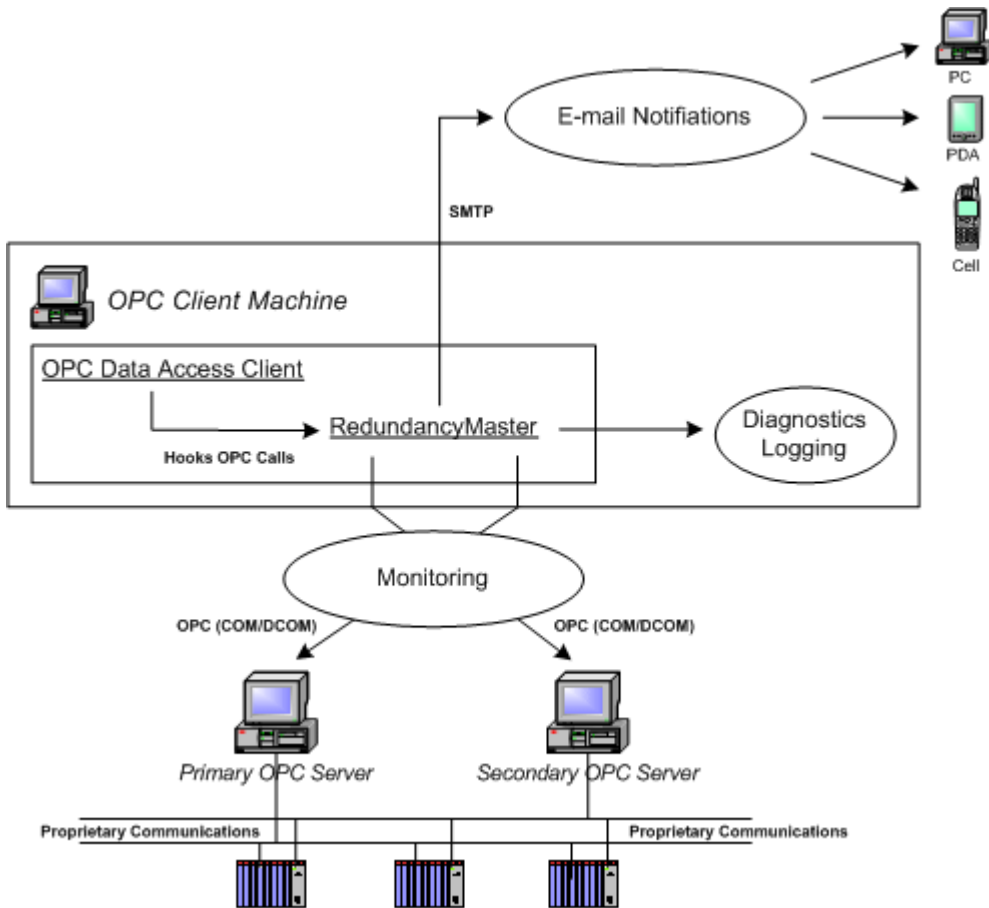 PC
E-mail Notifiations
PDA
SMTP
Cell
OPC Client Machine
OPC Data Access Client
RedundancyMaster
Hooks OPC Calls
Diagnostics
Logging
Monitoring
OPC (COM/DCOM)
OPC (COM/DCOM)
Primary OPC Server
Secondary OPC Server
Proprietary Communications
Proprietary Communications